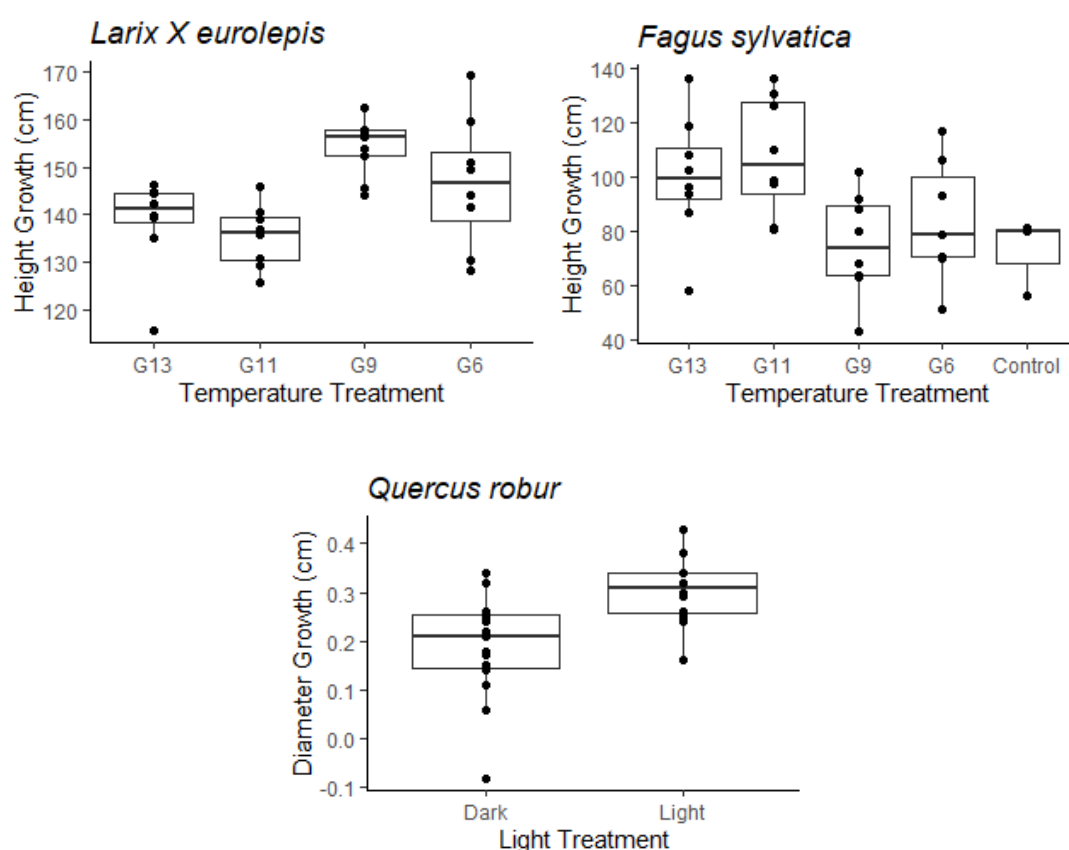 Larix X eurolepis
Height Growth (cm)
170
160
150
140
130
120
G13 G11 G9 G6
Temperature Treatment
Fagus sylvatica
Height Growth (cm)
140
120
100
80
60
40
G13 G11 G9 G6 Control
Temperature Treatment
Quercus robur
Diameter Growth (cm)
0.4
0.3
0.2
0.1
0.0
-0.1
Dark Light
Light Treatment